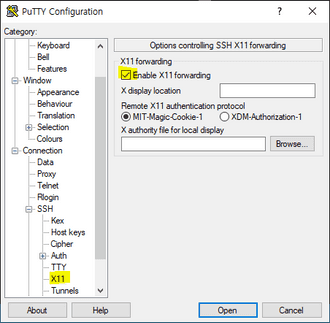 PuTTY Configuration
Category:
Keyboard
Bell
Features
Window
Appearance
Behaviour
Translation
Selection
Colours
Connection
Data
Proxy
Telnet
Rlogin
SSH
Kex
Host keys
Cipher
Auth
TTY
X11
Tunnels
Options controlling SSH X11 forwarding
X11 forwarding
Enable X11 forwarding
X display location
Remote X11 authentication protocol
MIT-Magic-Cookie-1 XDM-Authorization-1
X authority file for local display
Browse...
About Help Open Cancel